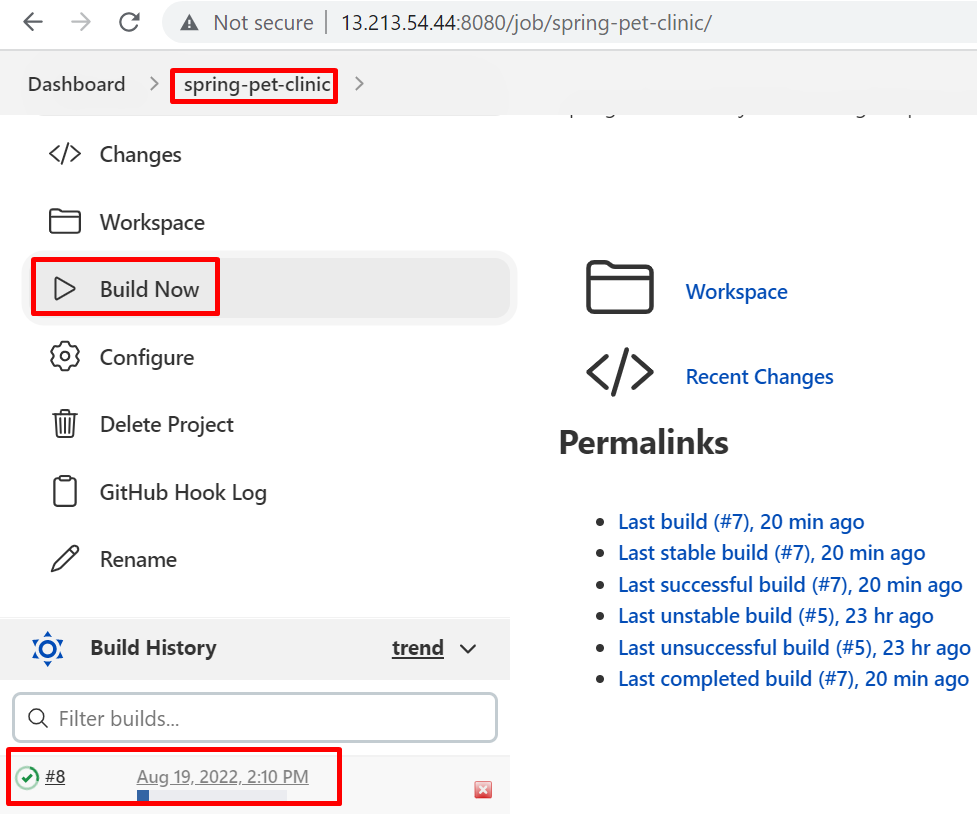 Not secure | 13.213.54.44:8080/job/spring-pet-clinic/
Dashboard > spring-pet-clinic >
Changes
Workspace
Build Now
Configure
Delete Project
GitHub Hook Log
Rename
Build History trend
Filter builds...
#8 Aug 19, 2022, 2:10 PM
Workspace
Recent Changes
Permalinks
Last build (#7), 20 min ago
Last stable build (#7), 20 min ago
Last successful build (#7), 20 min ago
Last unstable build (#5), 23 hr ago
Last unsuccessful build (#5), 23 hr ago
Last completed build (#7), 20 min ago